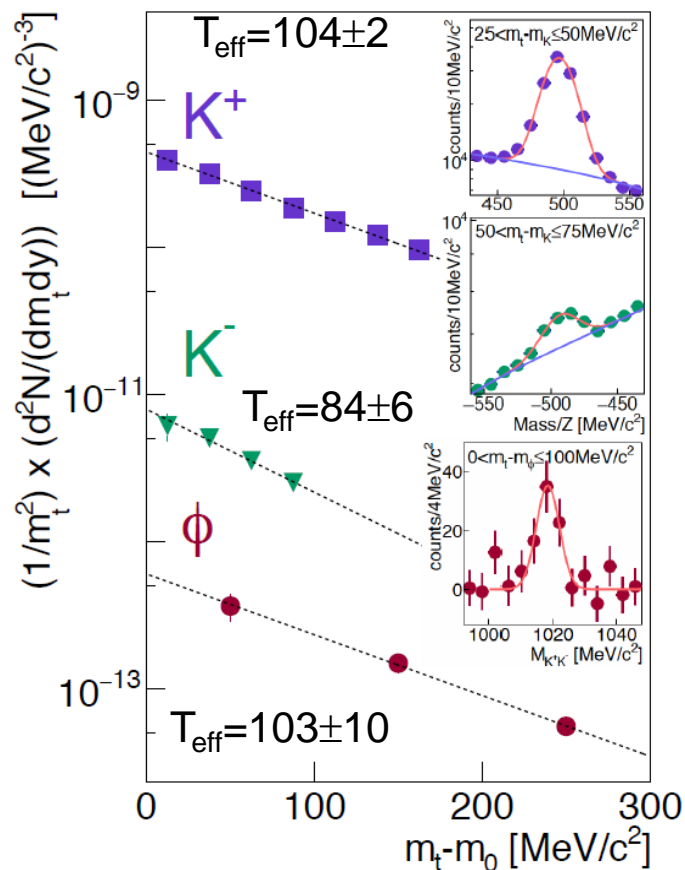 T_eff=104±2
K⁺
K⁻
T_eff=84±6
ϕ
T_eff=103±10
(1/m_t²) x (d²N/(dm_t dy)) [(MeV/c²)⁻³]
10⁻⁹
10⁻¹¹
10⁻¹³
0 100 200 300
m_t-m_0 [MeV/c²]
25<m_t-m_K≤50MeV/c²
counts/10MeV/c²
10⁴
450 500 550
10⁴
50<m_t-m_K≤75MeV/c²
counts/10MeV/c²
−550 −500 −450
Mass/Z [MeV/c²]
0<m_t-m_ϕ≤100MeV/c²
counts/4MeV/c²
40
20
0
1000 1020 1040
M_K⁺K⁻ [MeV/c²]